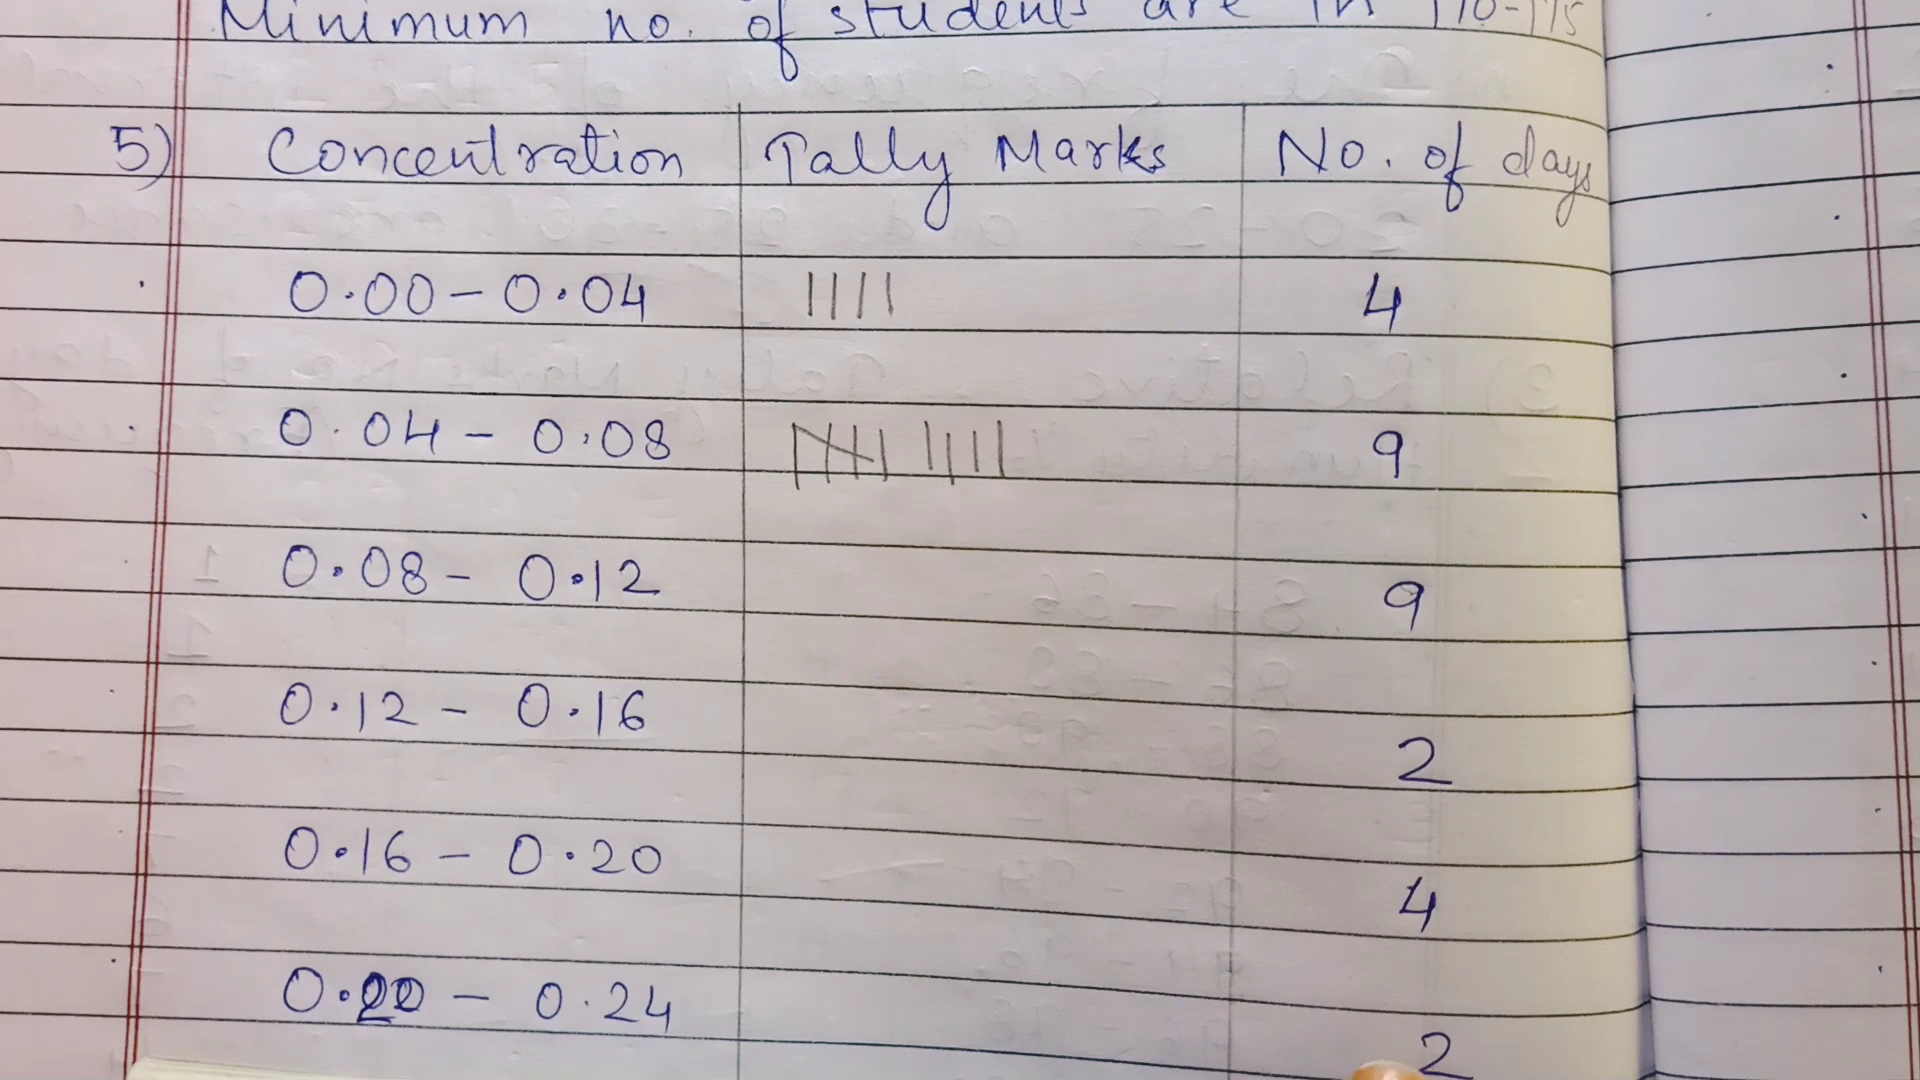 Minimum no. of students are in 170-175
5) Concentration Tally Marks No. of days
0.00 - 0.04 |||| 4
0.04 - 0.08 9
0.08 - 0.12 9
0.12 - 0.16 2
0.16 - 0.20 4
0.20 - 0.24 2